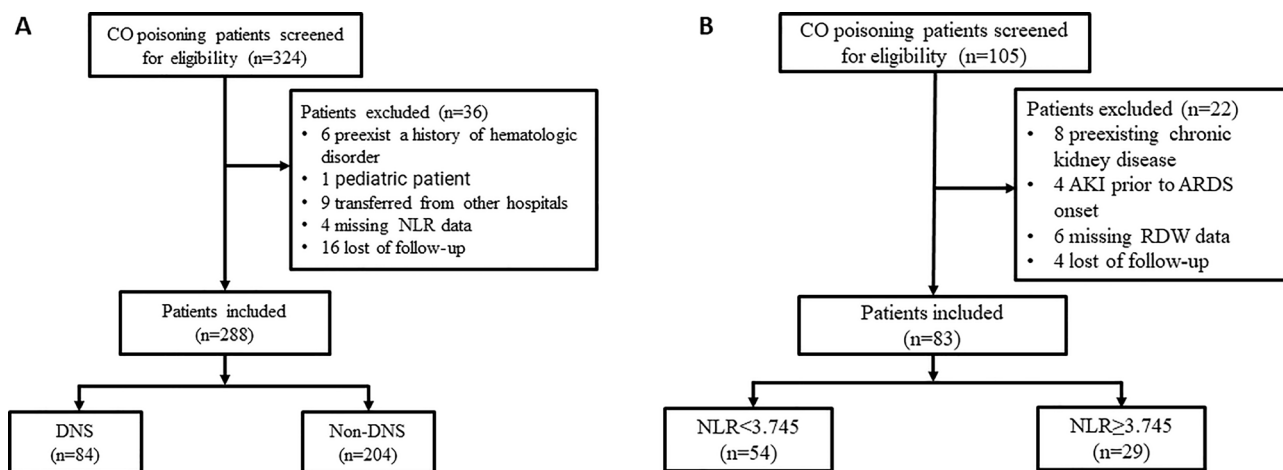 A
CO poisoning patients screened
for eligibility (n=324)
Patients excluded (n=36)
• 6 preexist a history of hematologic
disorder
• 1 pediatric patient
• 9 transferred from other hospitals
• 4 missing NLR data
• 16 lost of follow-up
Patients included
(n=288)
DNS
(n=84)
Non-DNS
(n=204)
B
CO poisoning patients screened
for eligibility (n=105)
Patients excluded (n=22)
• 8 preexisting chronic
kidney disease
• 4 AKI prior to ARDS
onset
• 6 missing RDW data
• 4 lost of follow-up
Patients included
(n=83)
NLR<3.745
(n=54)
NLR≥3.745
(n=29)